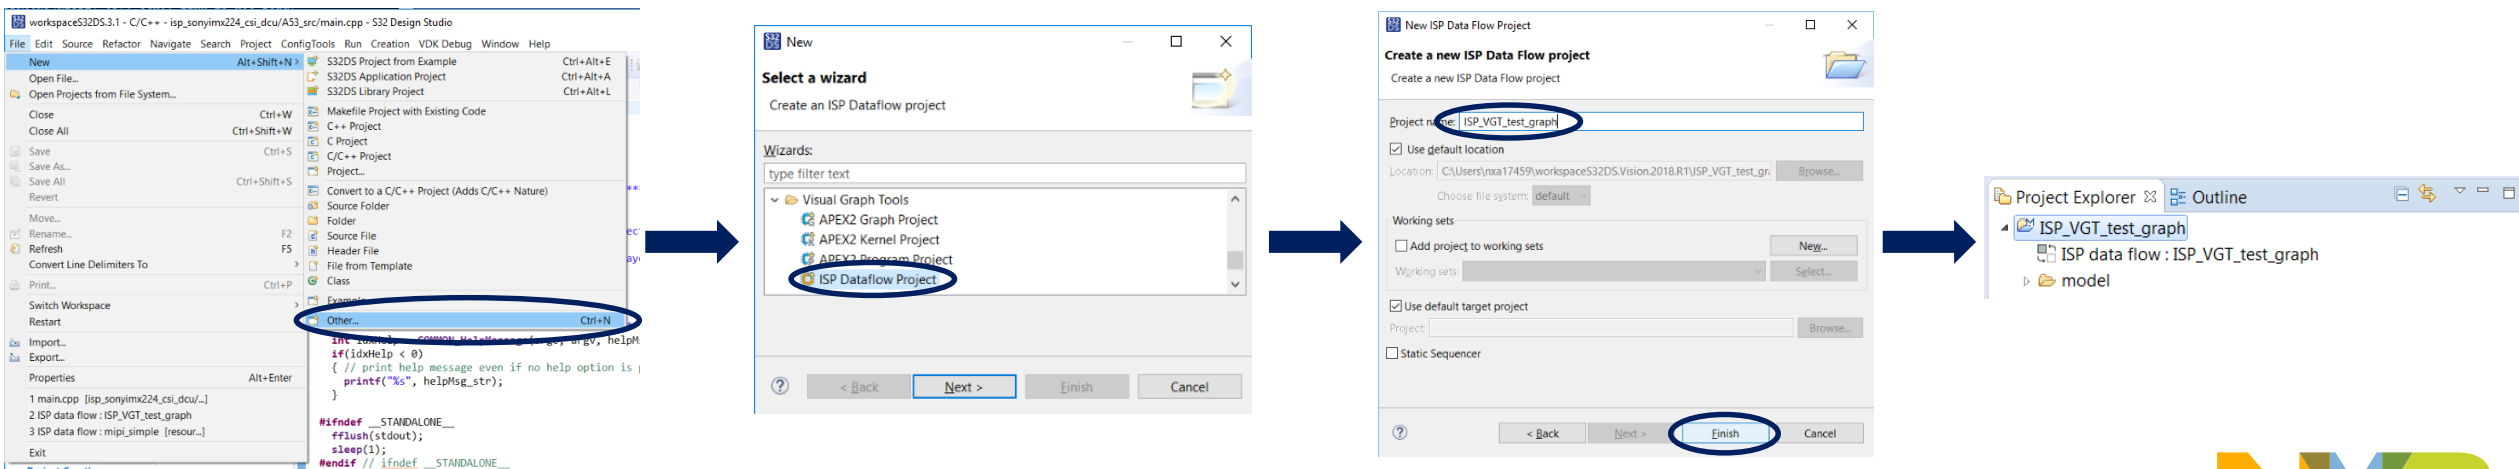 workspaceS32DS.3.1 - C/C++ - isp_sonyimx224_csi_dcu/A53_src/main.cpp - S32 Design Studio
File Edit Source Refactor Navigate Search Project ConfigTools Run Creation VDK Debug Window Help
New Alt+Shift+N >
Open File...
Open Projects from File System...
Close Ctrl+W
Close All Ctrl+Shift+W
Save Ctrl+S
Save As...
Save All Ctrl+Shift+S
Revert
Move...
Rename... F2
Refresh F5
Convert Line Delimiters To >
Print... Ctrl+P
Switch Workspace >
Restart
Import...
Export...
Properties Alt+Enter
1 main.cpp [isp_sonyimx224_csi_dcu/...]
2 ISP data flow : ISP_VGT_test_graph
3 ISP data flow : mipi_simple [resour...]
Exit
S32DS Project from Example Ctrl+Alt+E
S32DS Application Project Ctrl+Alt+A
S32DS Library Project Ctrl+Alt+L
Makefile Project with Existing Code
C++ Project
C Project
C/C++ Project
Project...
Convert to a C/C++ Project (Adds C/C++ Nature)
Source Folder
Folder
Source File
Header File
File from Template
Class
Example...
Other... Ctrl+N
if(idxHelp < 0)
{ // print help message even if no help option is
printf("%s", helpMsg_str);
}
#ifndef __STANDALONE__
fflush(stdout);
sleep(1);
#endif // ifndef __STANDALONE__
New
Select a wizard
Create an ISP Dataflow project
Wizards:
type filter text
Visual Graph Tools
APEX2 Graph Project
APEX2 Kernel Project
APEX2 Program Project
ISP Dataflow Project
< Back Next > Finish Cancel
New ISP Data Flow Project
Create a new ISP Data Flow project
Create a new ISP Data Flow project
Project name: ISP_VGT_test_graph
Use default location
Location: C:\Users\nxa17459\workspaceS32DS.Vision.2018.R1\ISP_VGT_test_gr Browse...
Choose file system: default
Working sets
Add project to working sets New...
Working sets: Select...
Use default target project
Project: Browse...
Static Sequencer
< Back Next > Finish Cancel
Project Explorer Outline
ISP_VGT_test_graph
ISP data flow : ISP_VGT_test_graph
model